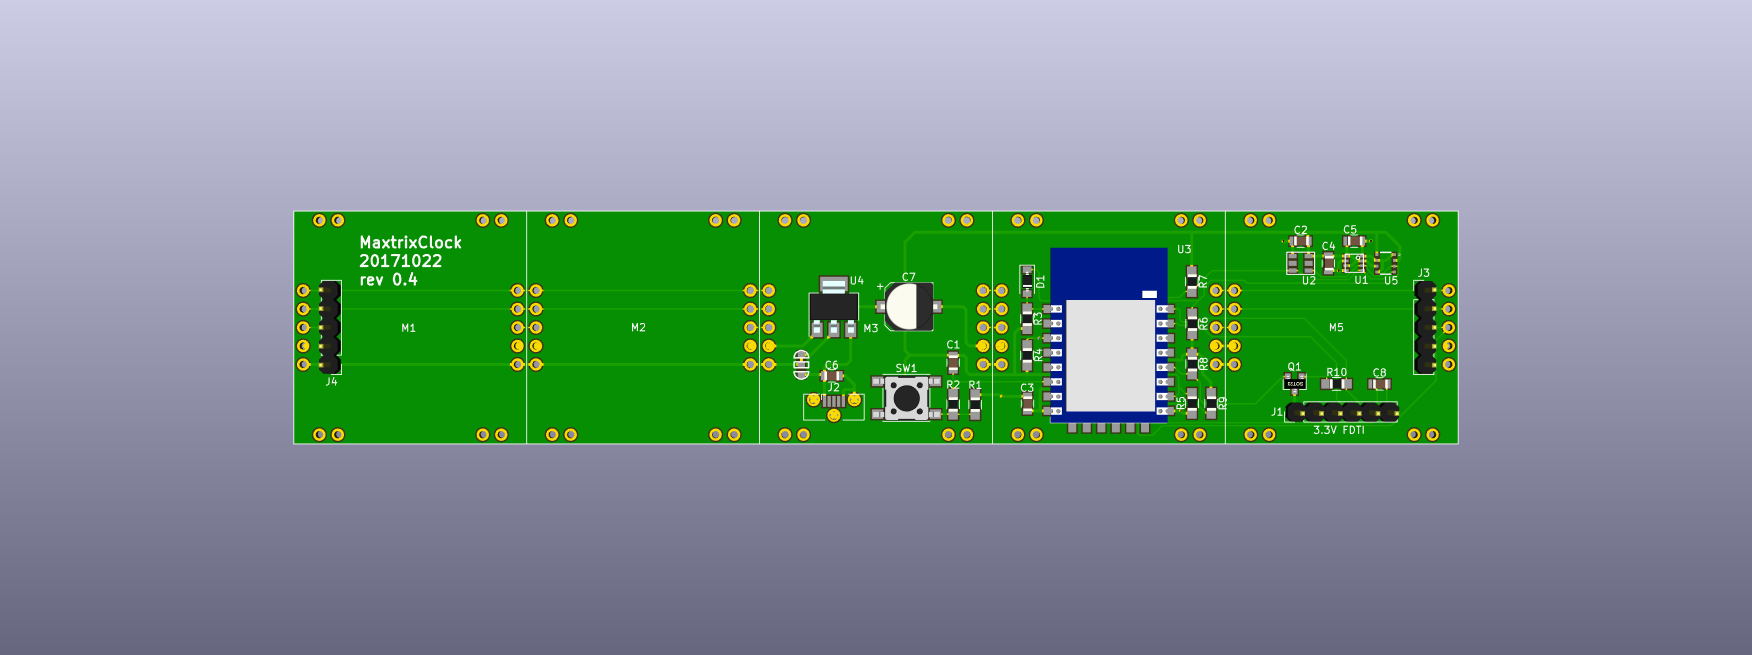 MaxtrixClock
20171022
rev 0.4
M1
J4
M2
U4
M3
C7
+
C6
J2
SW1
C1
R2
R1
D1
R3
R4
C3
U3
R7
R6
R8
R5
R9
C2
C5
C4
U2
U1
U5
J3
M5
Q1
R10
C8
J1
3.3V FDTI